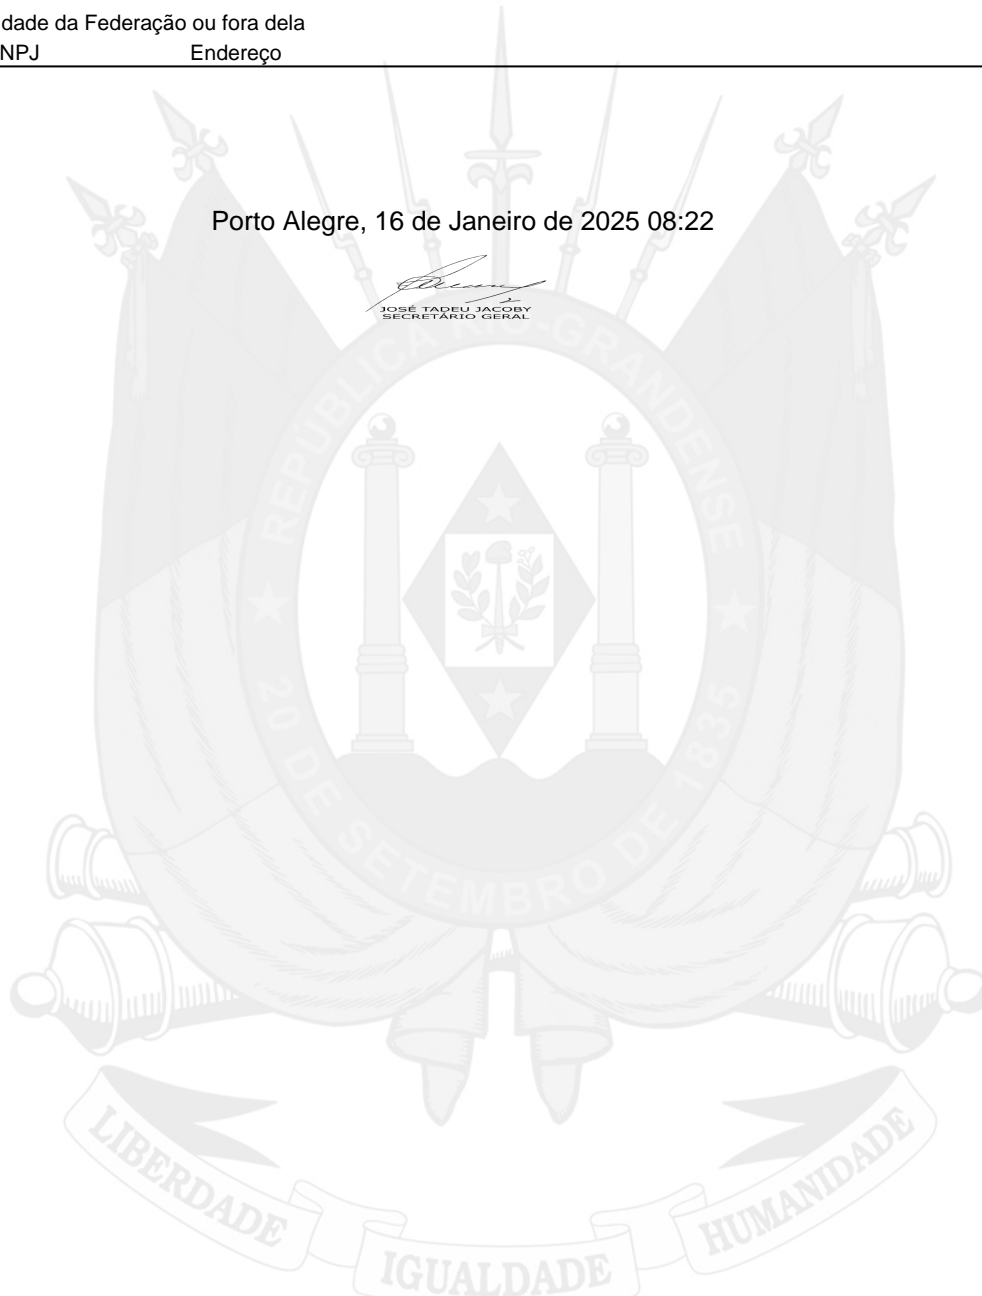 dade da Federação ou fora dela
NPJ Endereço
Porto Alegre, 16 de Janeiro de 2025 08:22
JOSÉ TADEU JACOBY
SECRETÁRIO GERAL
REPÚBLICA RIO-GRANDENSE
20 DE SETEMBRO DE 1835
LIBERDADE
IGUALDADE
HUMANIDADE